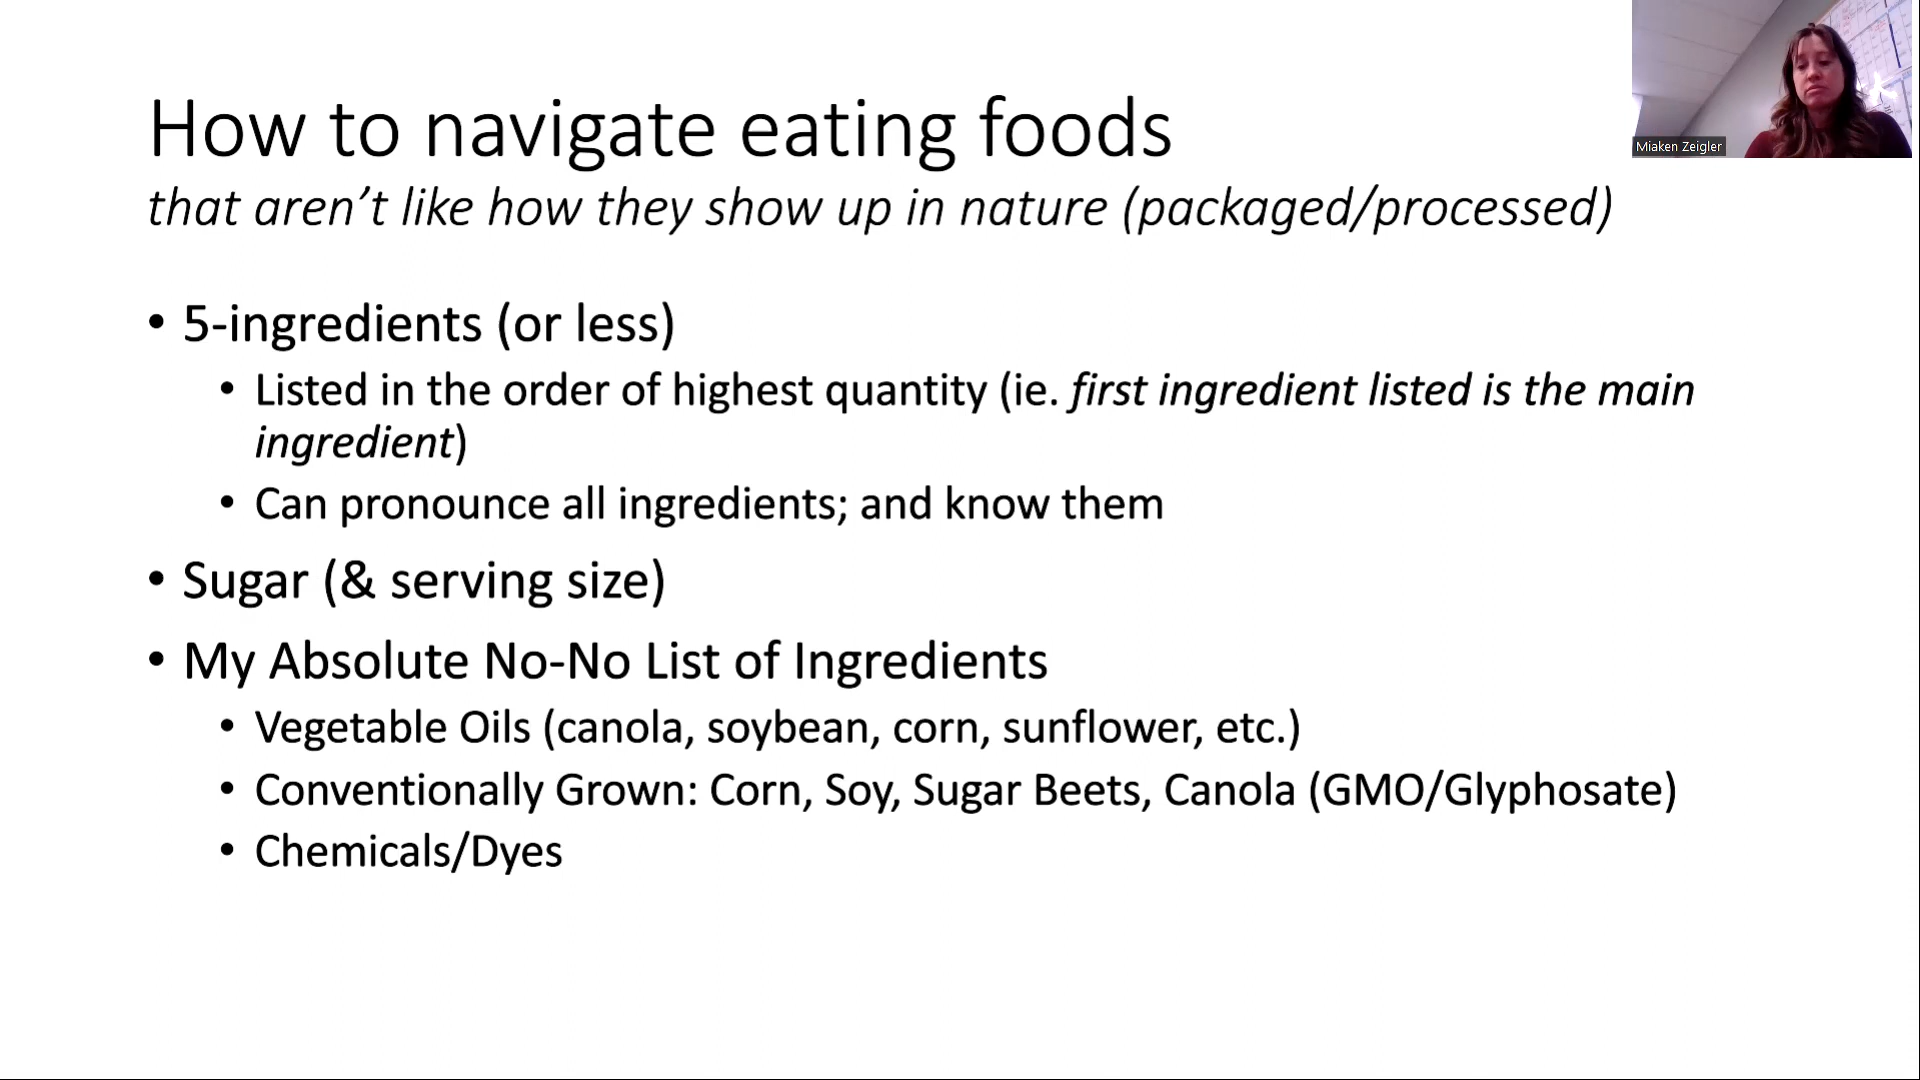 How to navigate eating foods
that aren't like how they show up in nature (packaged/processed)
Miaken Zeigler
• 5-ingredients (or less)
• Listed in the order of highest quantity (ie. first ingredient listed is the main
ingredient)
• Can pronounce all ingredients; and know them
• Sugar (& serving size)
• My Absolute No-No List of Ingredients
• Vegetable Oils (canola, soybean, corn, sunflower, etc.)
• Conventionally Grown: Corn, Soy, Sugar Beets, Canola (GMO/Glyphosate)
• Chemicals/Dyes